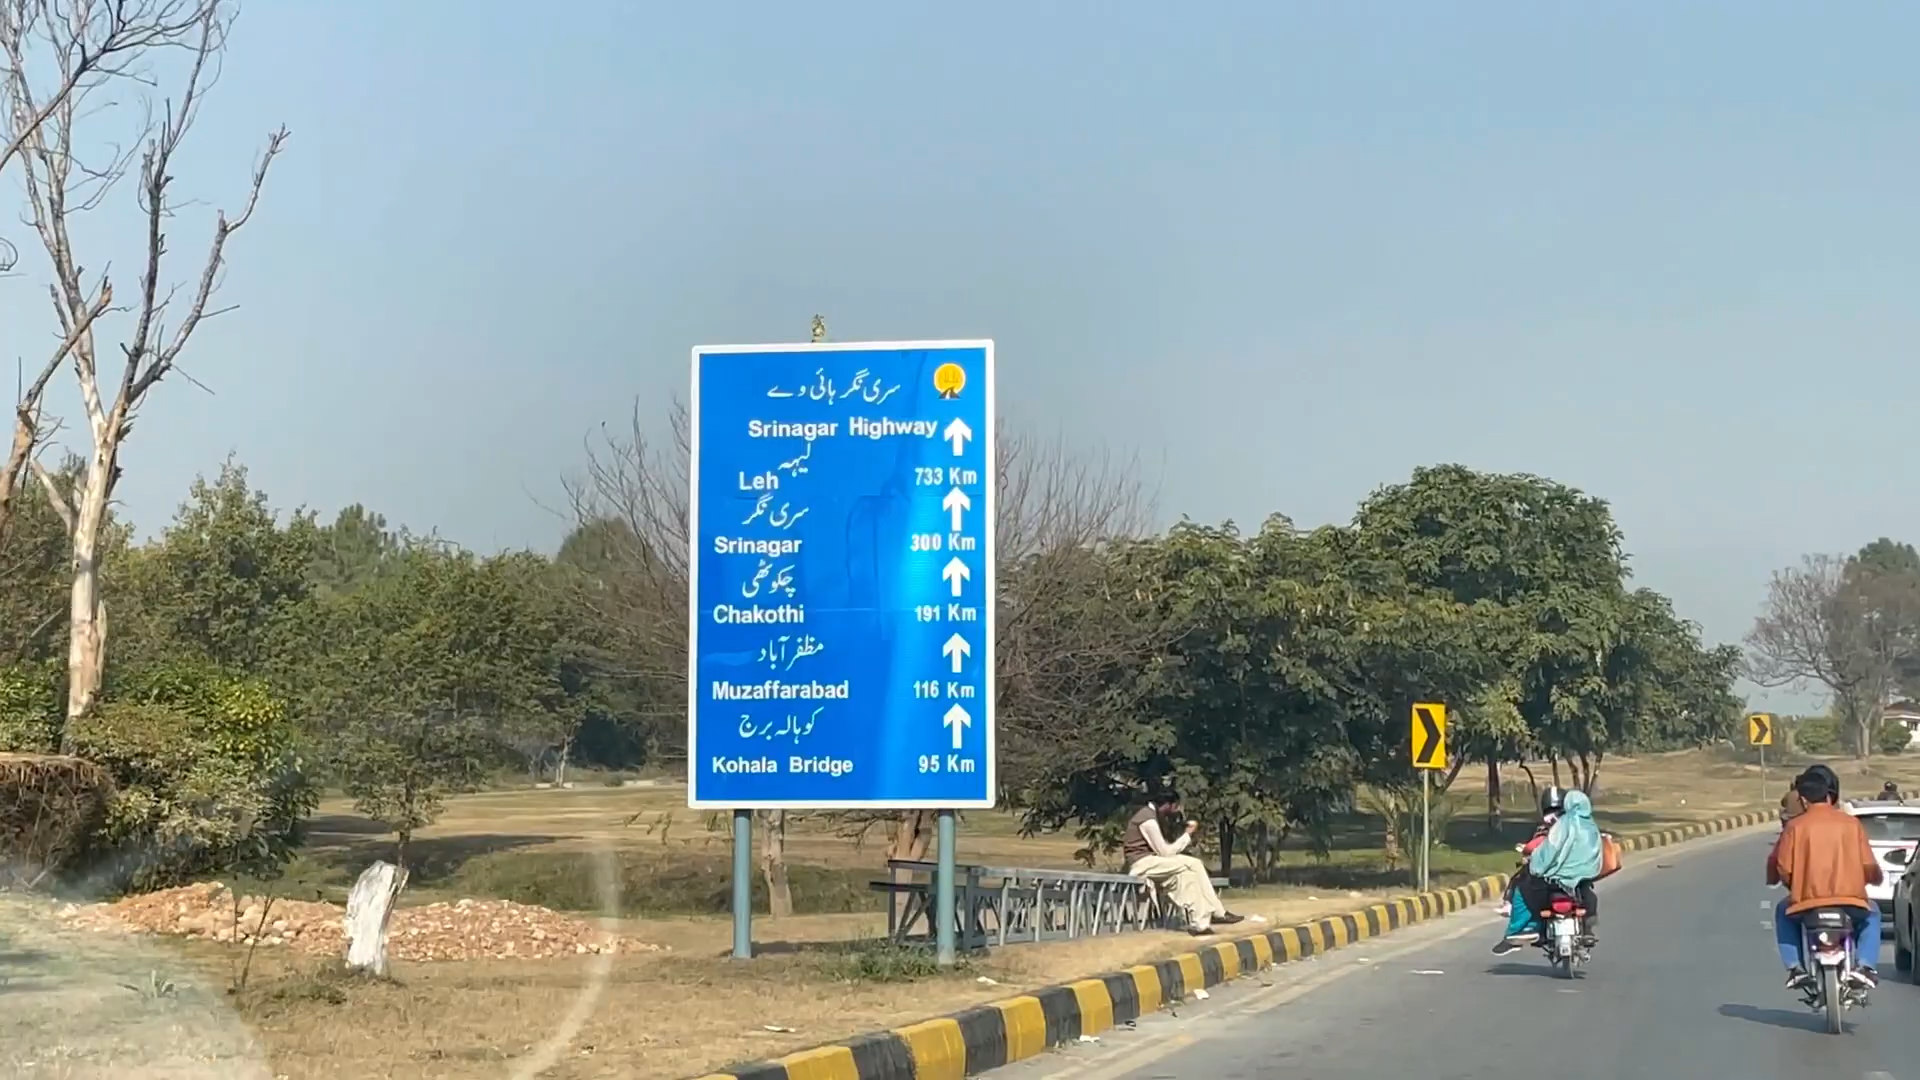 سری نگر ہائی وے
Srinagar Highway
لیہہ
Leh 733 Km
سری نگر
Srinagar 300 Km
چکوٹھی
Chakothi 191 Km
مظفرآباد
Muzaffarabad 116 Km
کوہالہ برج
Kohala Bridge 95 Km